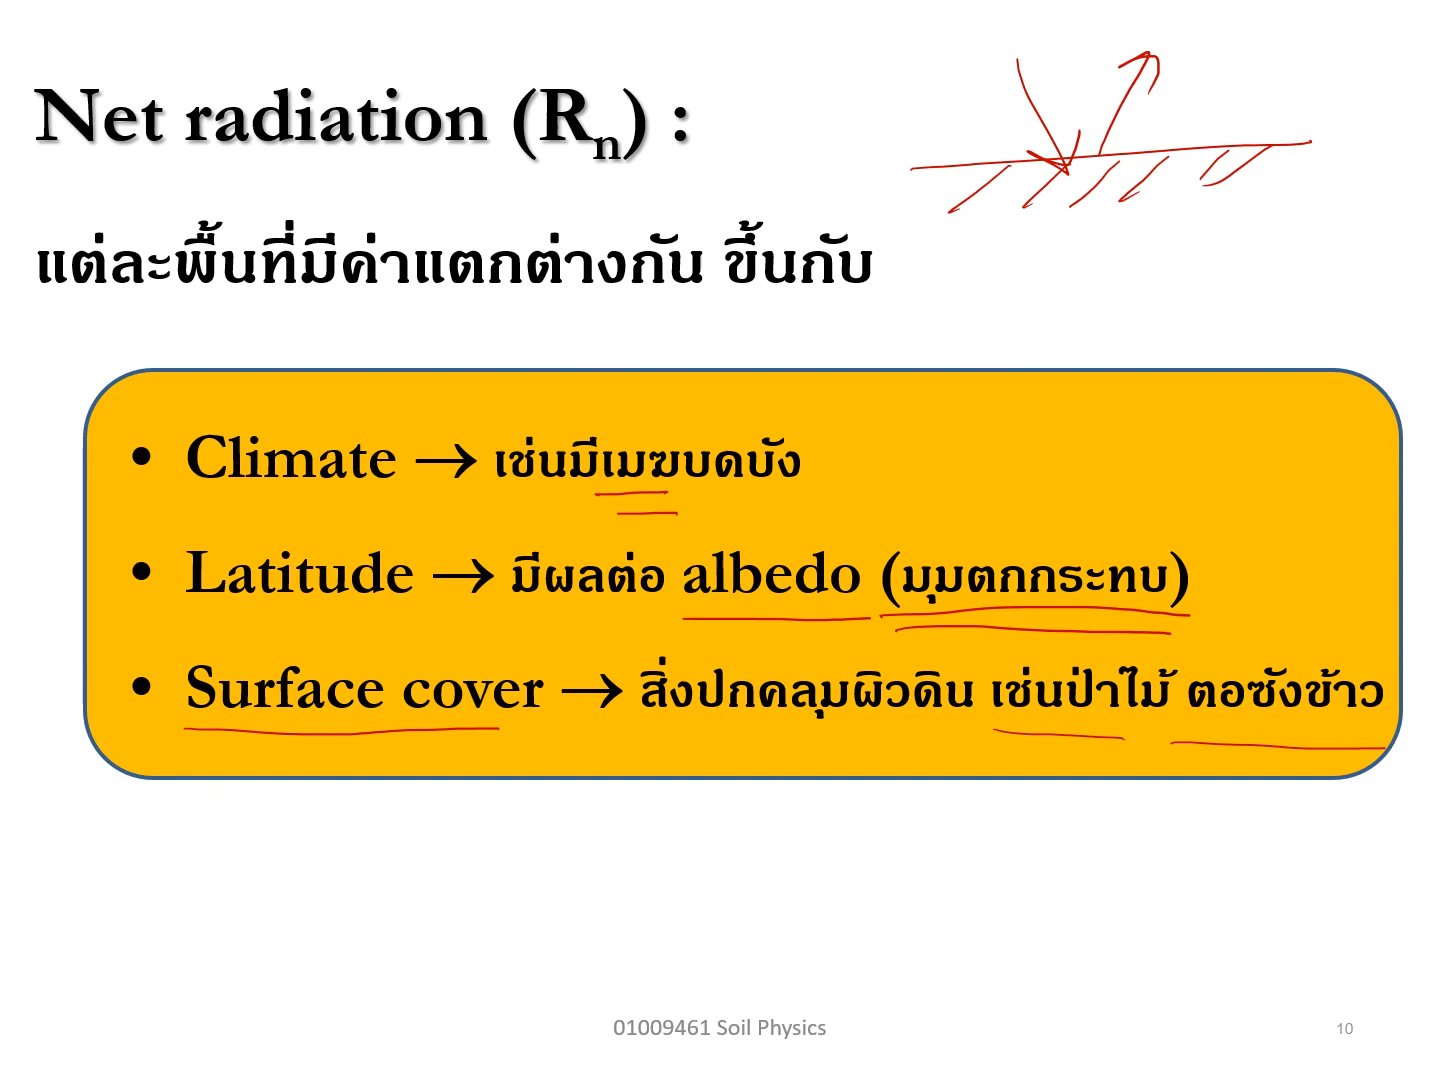 Net radiation (Rn) :
แต่ละพื้นที่มีค่าแตกต่างกัน ขึ้นกับ
• Climate → เช่นมีเมฆบดบัง
• Latitude → มีผลต่อ albedo (มุมตกกระทบ)
• Surface cover → สิ่งปกคลุมผิวดิน เช่นป่าไม้ ตอซังข้าว
01009461 Soil Physics
10